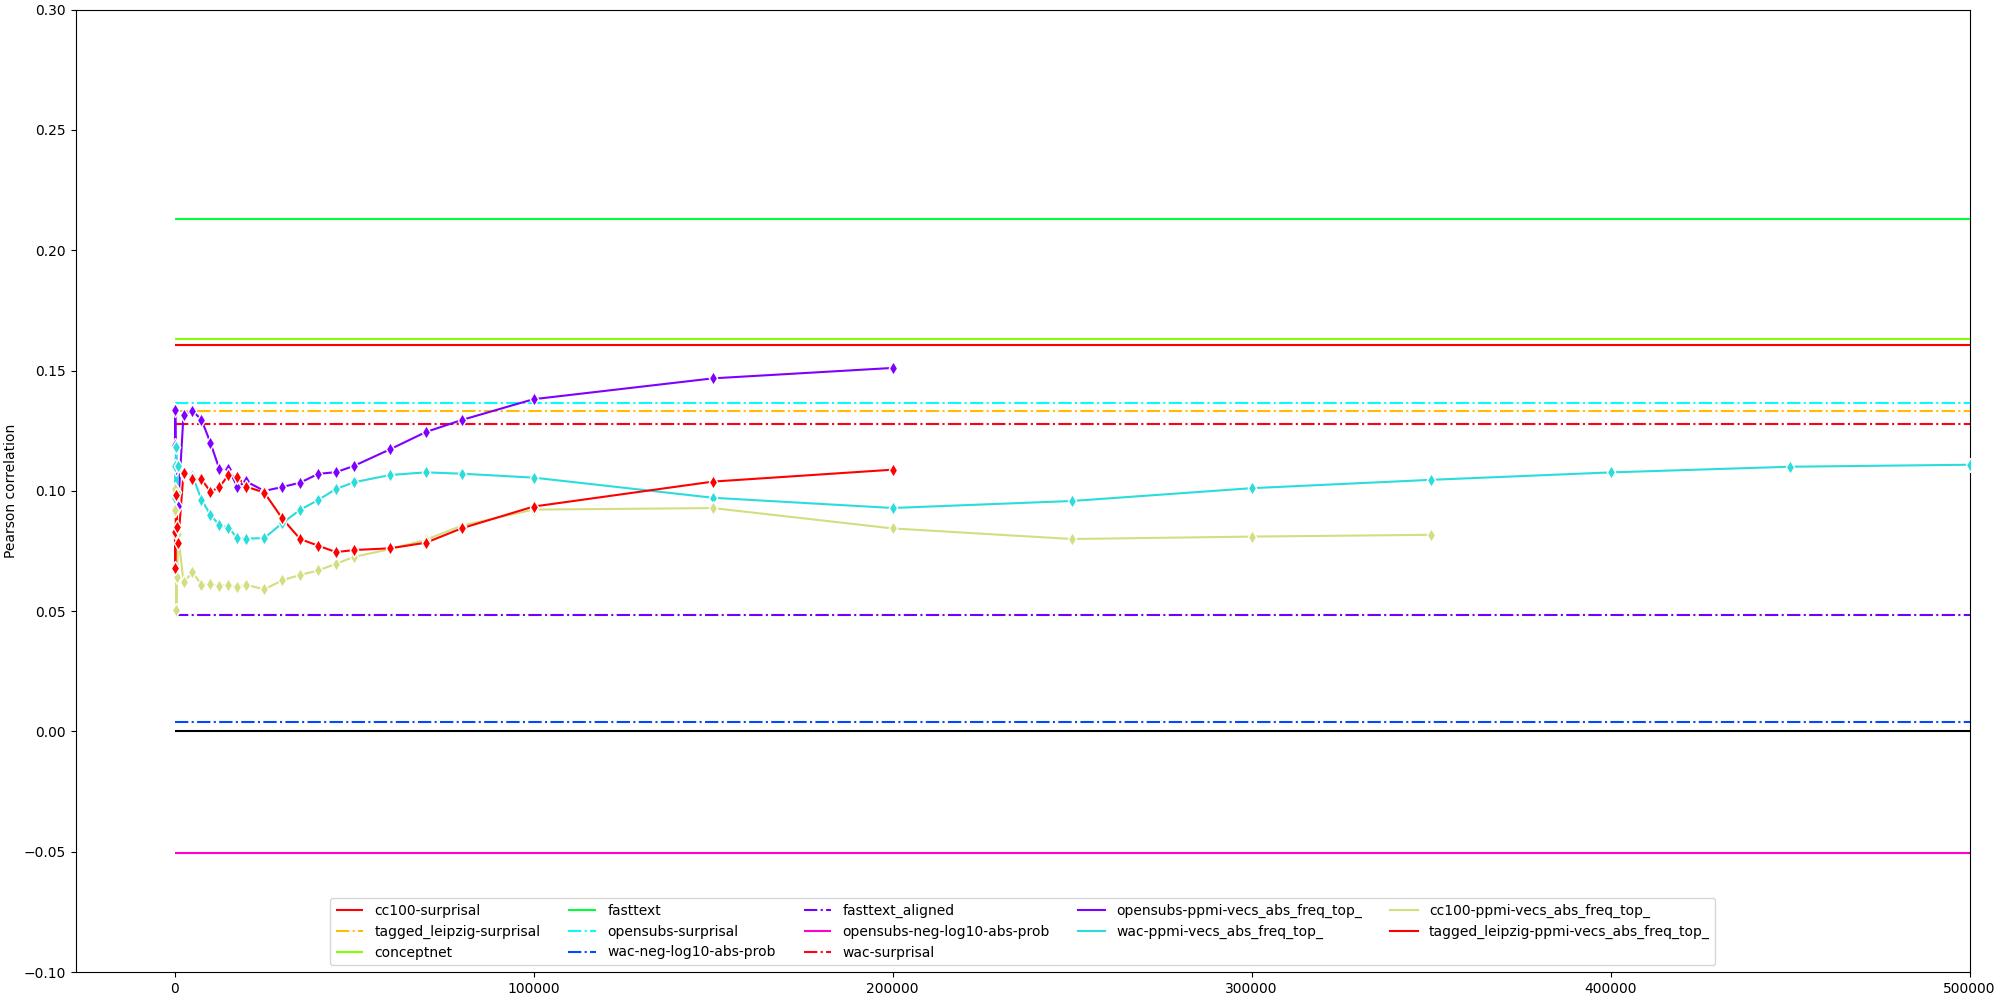 0.30
0.25
0.20
0.15
0.10
0.05
0.00
−0.05
−0.10
Pearson correlation
cc100-surprisal
tagged_leipzig-surprisal
conceptnet
fasttext
opensubs-surprisal
wac-neg-log10-abs-prob
fasttext_aligned
opensubs-neg-log10-abs-prob
wac-surprisal
opensubs-ppmi-vecs_abs_freq_top_
wac-ppmi-vecs_abs_freq_top_
cc100-ppmi-vecs_abs_freq_top_
tagged_leipzig-ppmi-vecs_abs_freq_top_
0 100000 200000 300000 400000 500000